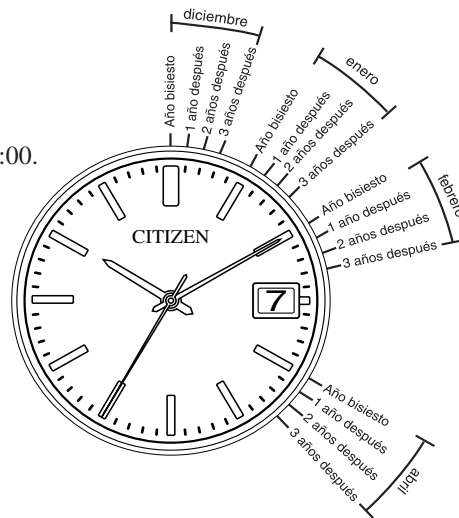 diciembre
Año bisiesto
1 año después
2 años después
3 años después
enero
Año bisiesto
1 año después
2 años después
3 años después
:00.
febrero
Año bisiesto
1 año después
2 años después
3 años después
CITIZEN
7
Año bisiesto
1 año después
2 años después
3 años después
abril